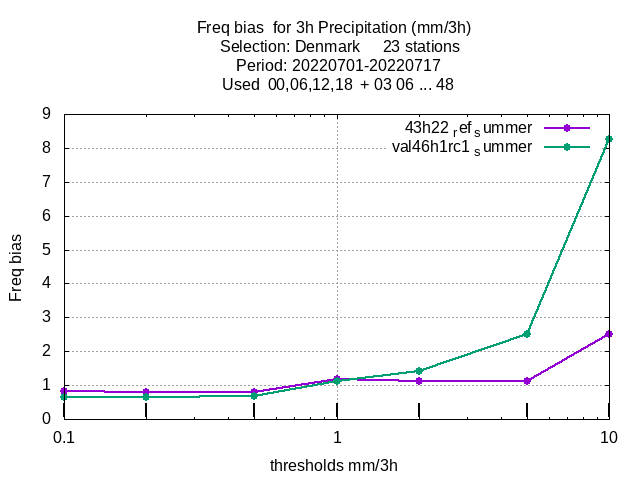 Freq bias  for 3h Precipitation (mm/3h)
Selection: Denmark     23 stations
Period: 20220701-20220717
Used  00,06,12,18  + 03 06 ... 48
43h22 ref summer
val46h1rc1 summer
9
8
7
6
5
4
3
2
1
0
Freq bias
0.1 1 10
thresholds mm/3h